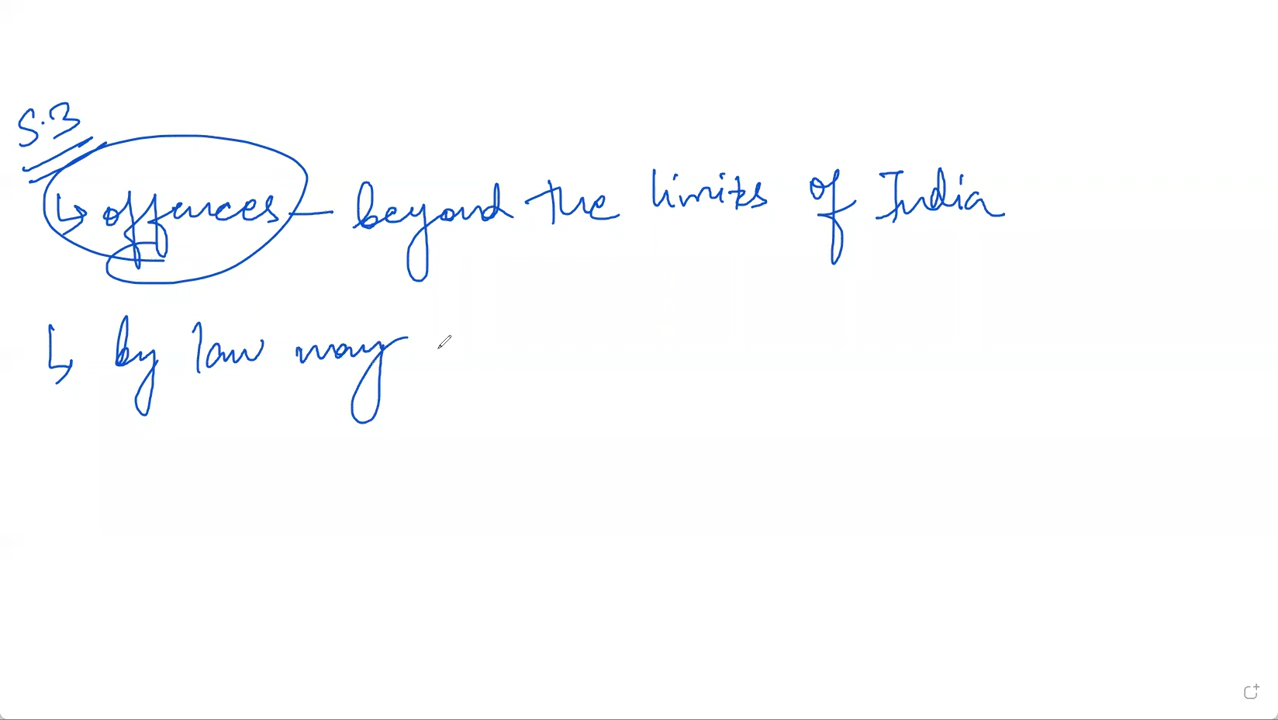 S.3
↳ offences — beyond the limits of India
↳ by law may